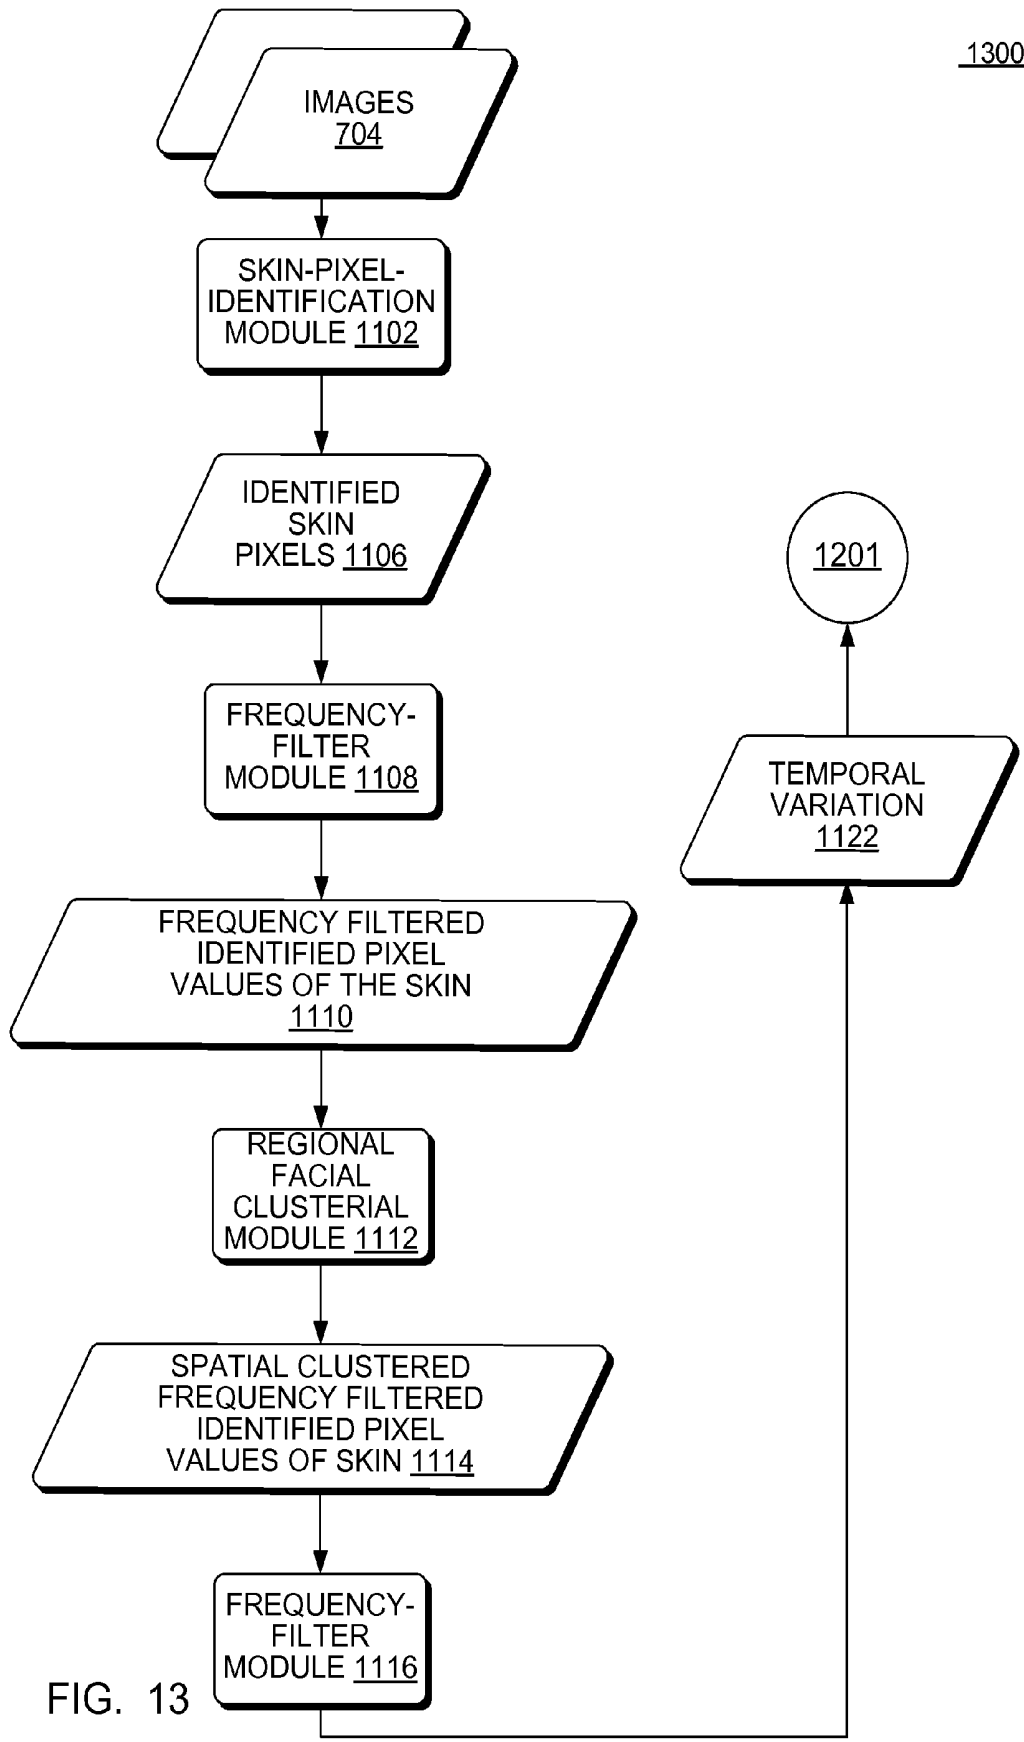 1300
IMAGES
704
SKIN-PIXEL-
IDENTIFICATION
MODULE 1102
IDENTIFIED
SKIN
PIXELS 1106
FREQUENCY-
FILTER
MODULE 1108
FREQUENCY FILTERED
IDENTIFIED PIXEL
VALUES OF THE SKIN
1110
REGIONAL
FACIAL
CLUSTERIAL
MODULE 1112
SPATIAL CLUSTERED
FREQUENCY FILTERED
IDENTIFIED PIXEL
VALUES OF SKIN 1114
FREQUENCY-
FILTER
MODULE 1116
TEMPORAL
VARIATION
1122
1201
FIG. 13